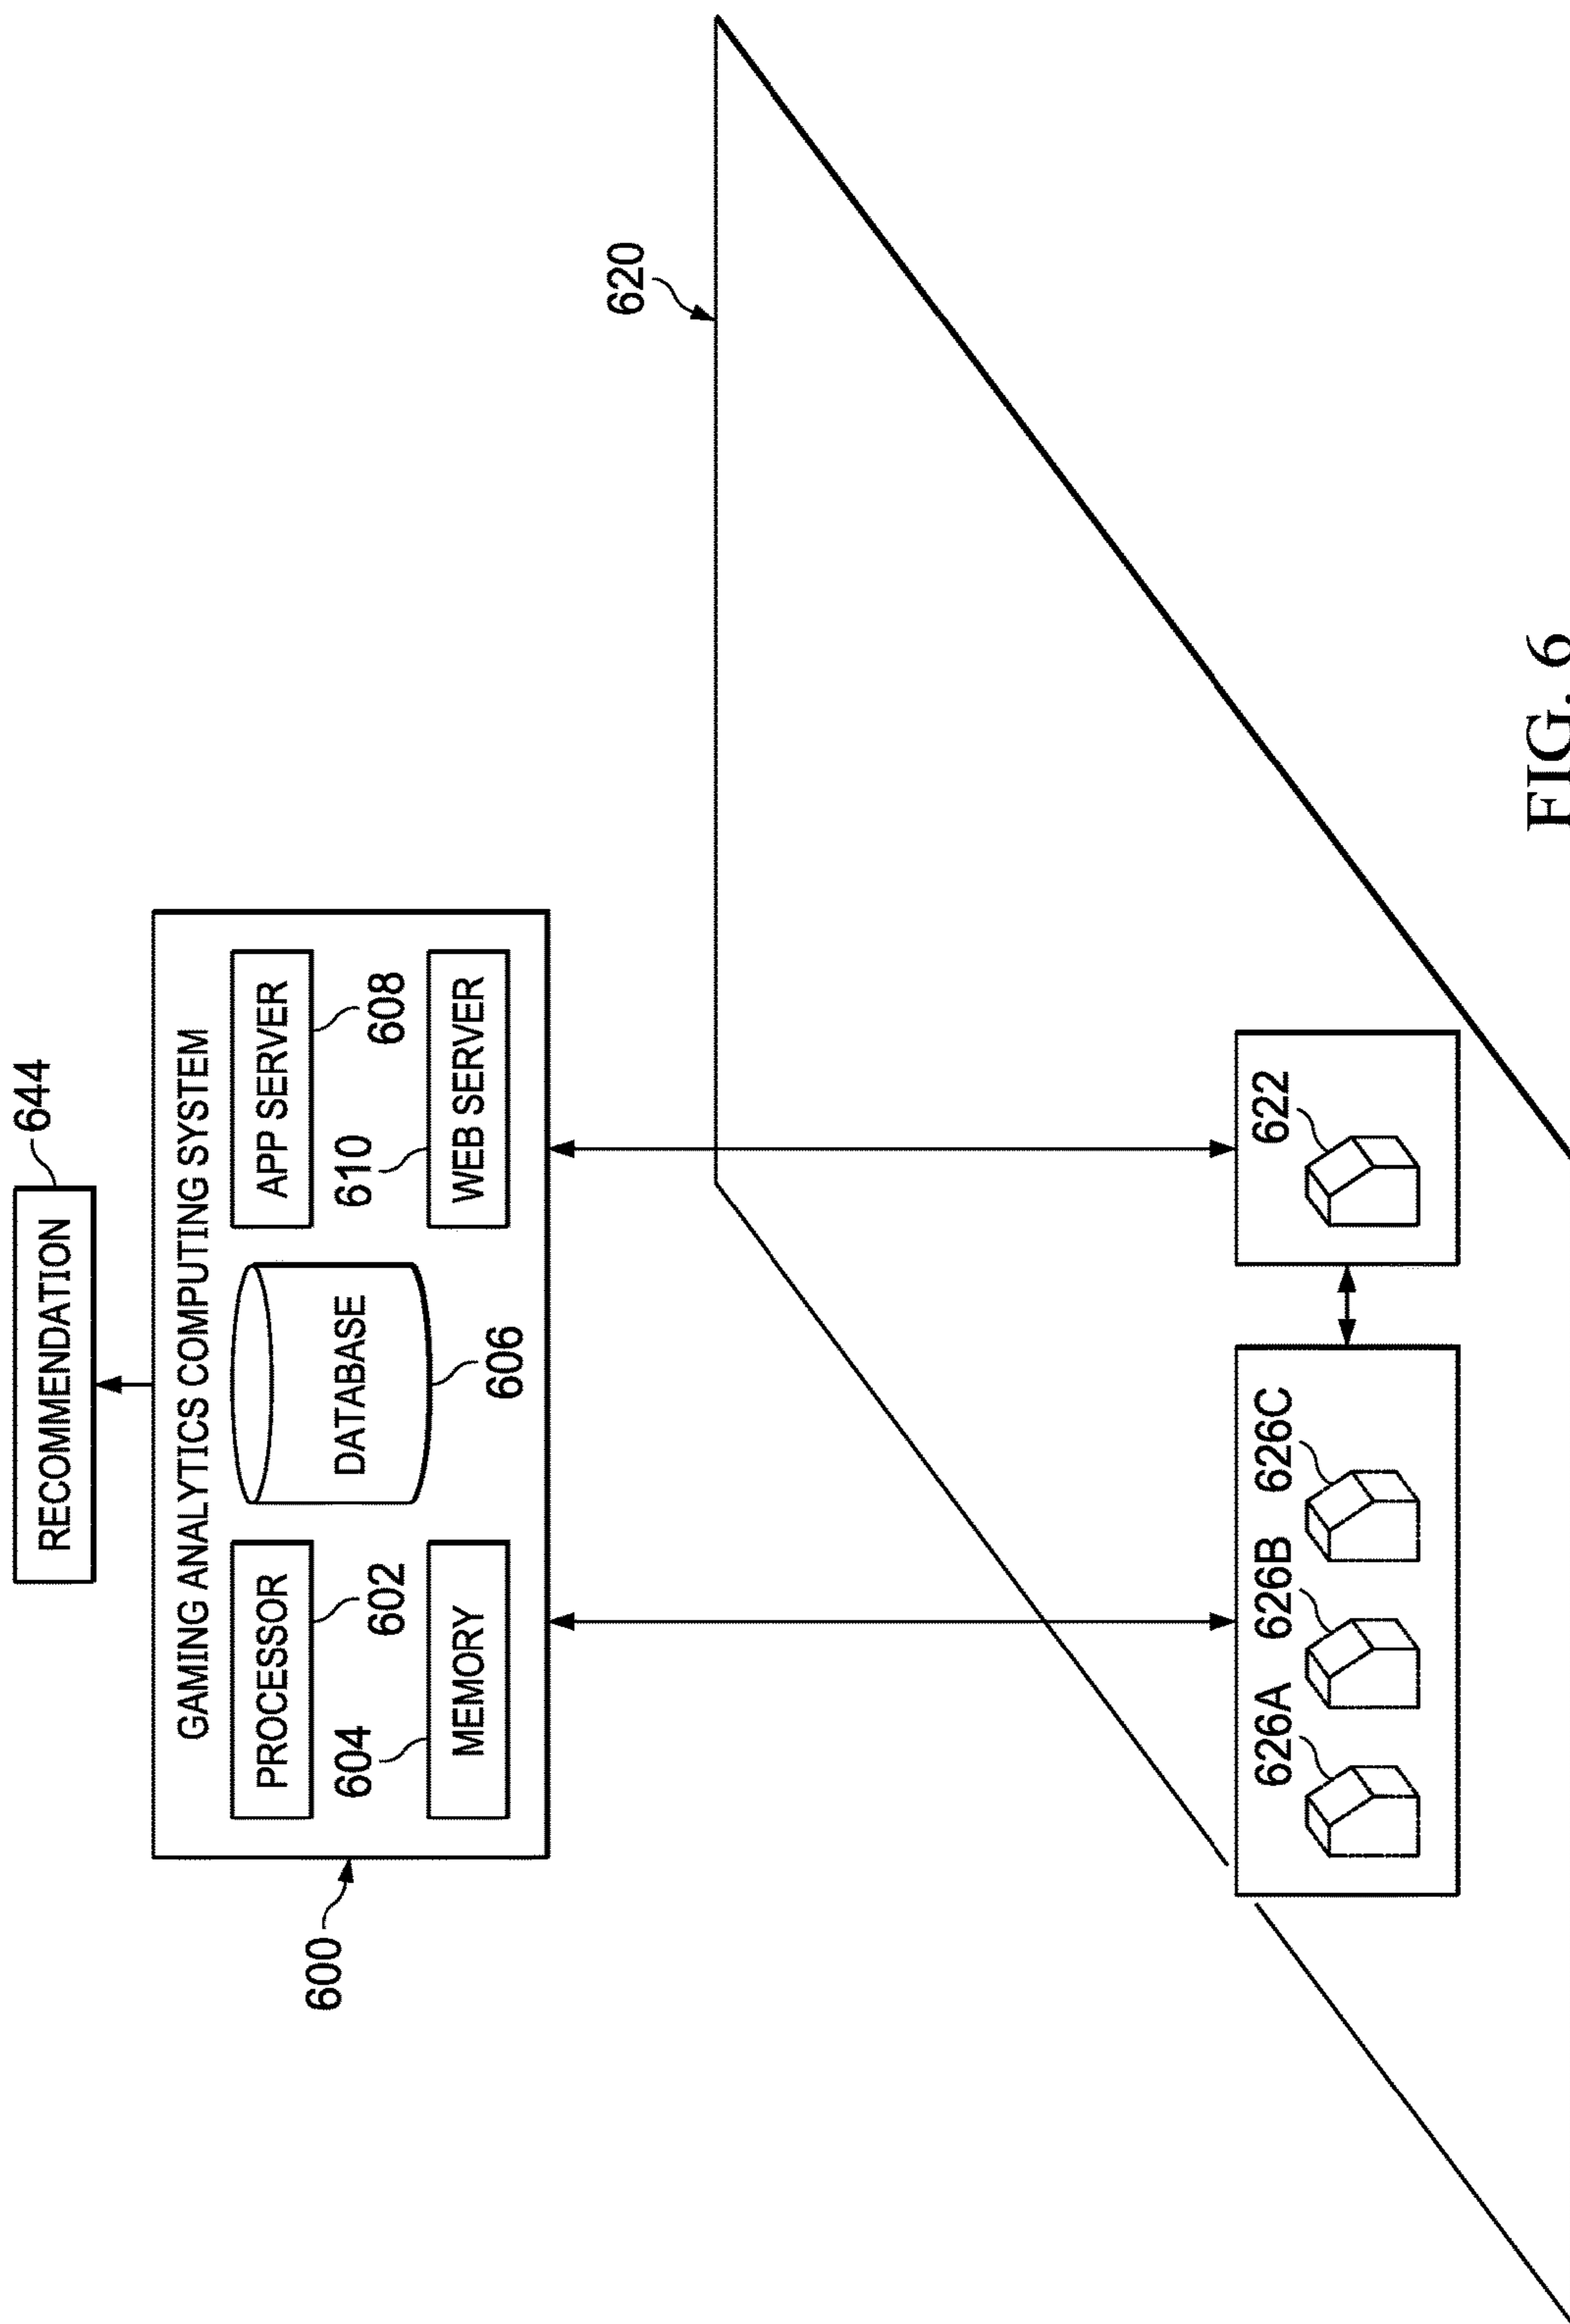 RECOMMENDATION
644
GAMING ANALYTICS COMPUTING SYSTEM
600
PROCESSOR
602
604
MEMORY
DATABASE
606
APP SERVER
608
610
WEB SERVER
620
626A
626B
626C
622
FIG. 6